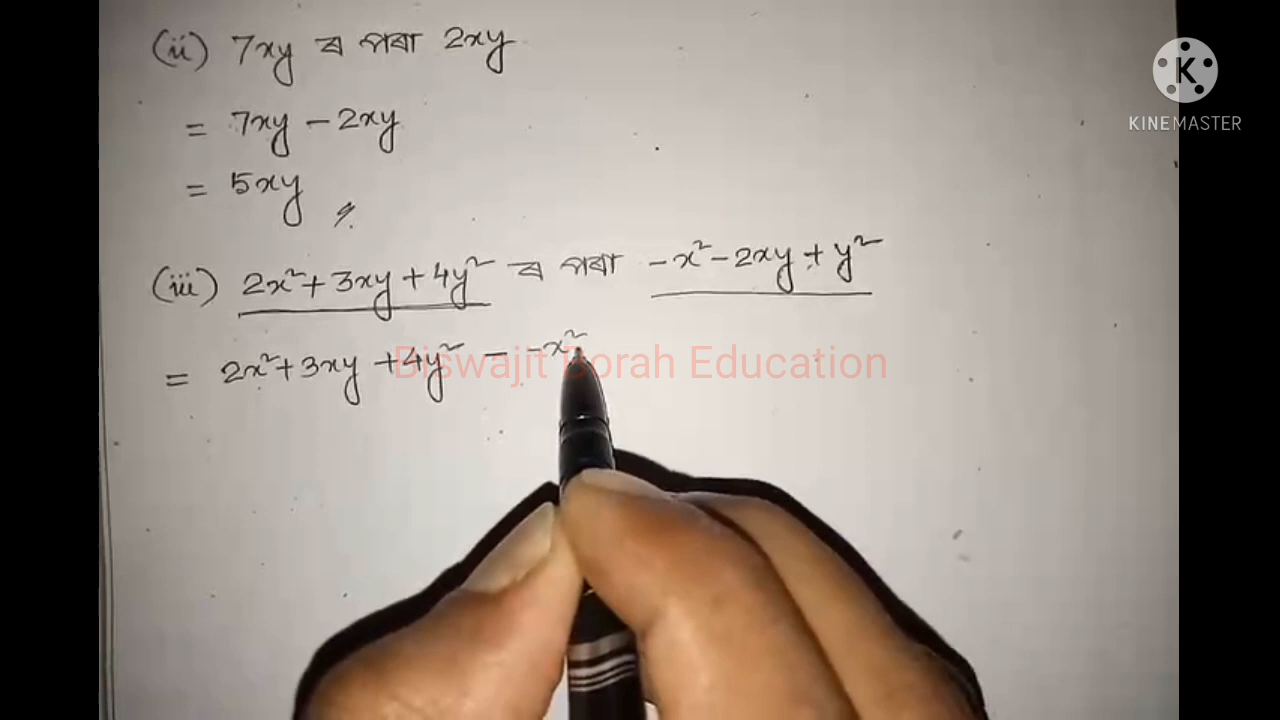 (ii) 7xy ৰ পৰা 2xy
= 7xy - 2xy
= 5xy
(iii) 2x² + 3xy + 4y² ৰ পৰা -x² - 2xy + y²
= 2x² + 3xy + 4y² - -x²
Biswajit Borah Education
K
KINEMASTER